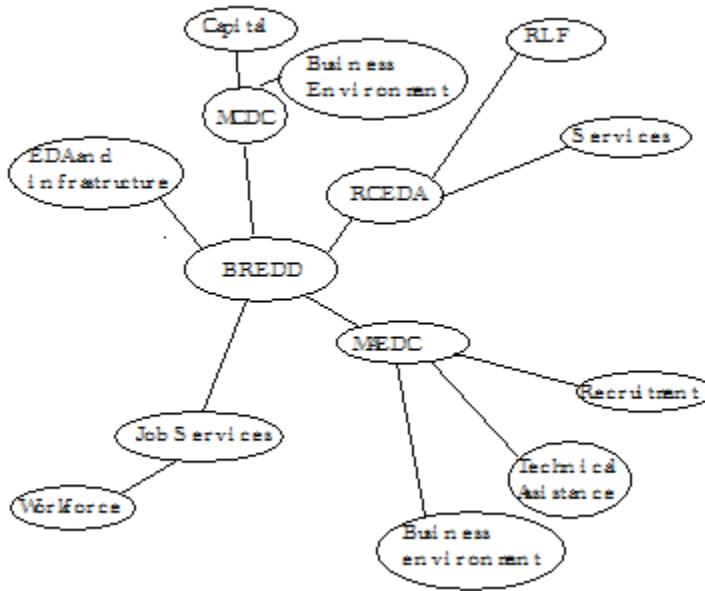 Capital
RLF
Business
Environment
MCDC
Services
EDA and
infrastructure
RCEDA
BREDD
MAEDC
Recruitment
Job Services
Technical
Assistance
Workforce
Business
environment